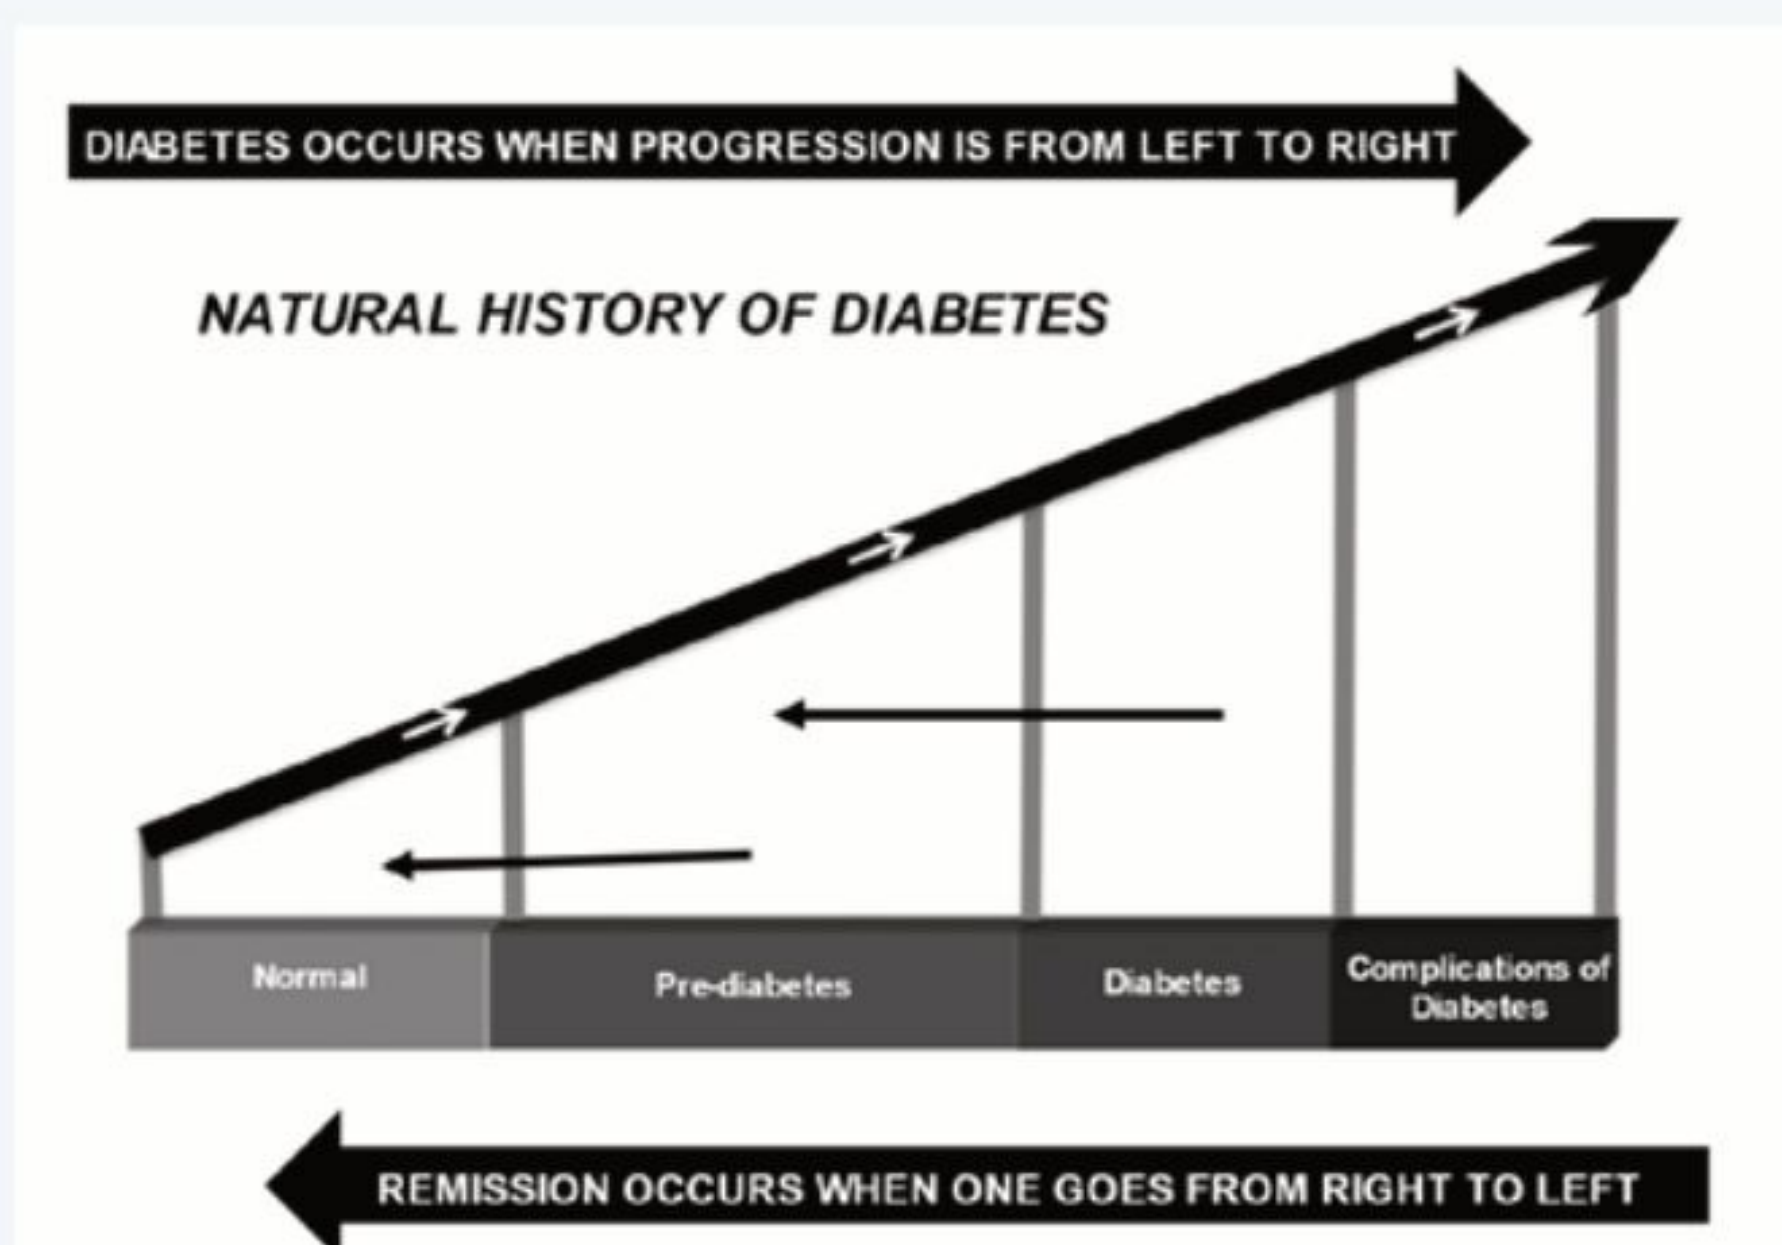 DIABETES OCCURS WHEN PROGRESSION IS FROM LEFT TO RIGHT
NATURAL HISTORY OF DIABETES
Normal
Pre-diabetes
Diabetes
Complications of
Diabetes
REMISSION OCCURS WHEN ONE GOES FROM RIGHT TO LEFT